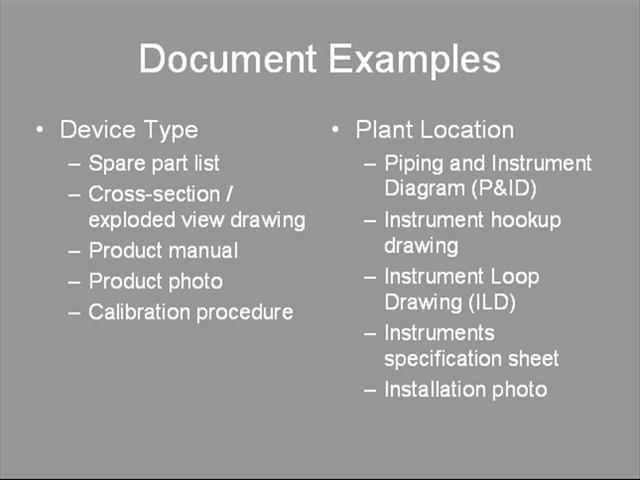 Document Examples
• Device Type
– Spare part list
– Cross-section /
exploded view drawing
– Product manual
– Product photo
– Calibration procedure
• Plant Location
– Piping and Instrument
Diagram (P&ID)
– Instrument hookup
drawing
– Instrument Loop
Drawing (ILD)
– Instruments
specification sheet
– Installation photo